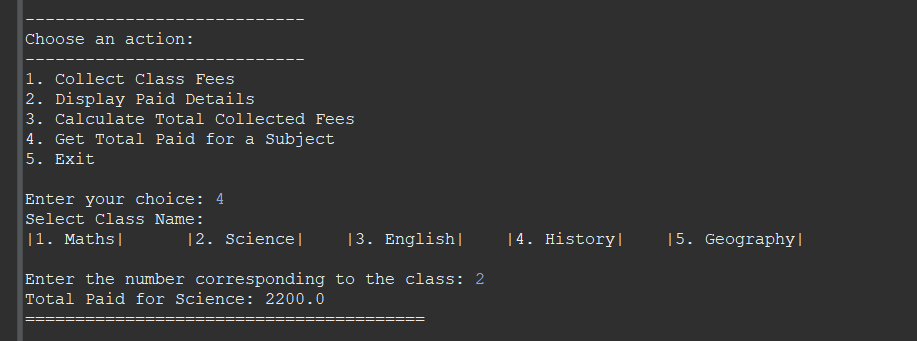 ----------------------------
Choose an action:
----------------------------
1. Collect Class Fees
2. Display Paid Details
3. Calculate Total Collected Fees
4. Get Total Paid for a Subject
5. Exit
Enter your choice: 4
Select Class Name:
|1. Maths|      |2. Science|    |3. English|    |4. History|    |5. Geography|
Enter the number corresponding to the class: 2
Total Paid for Science: 2200.0
========================================